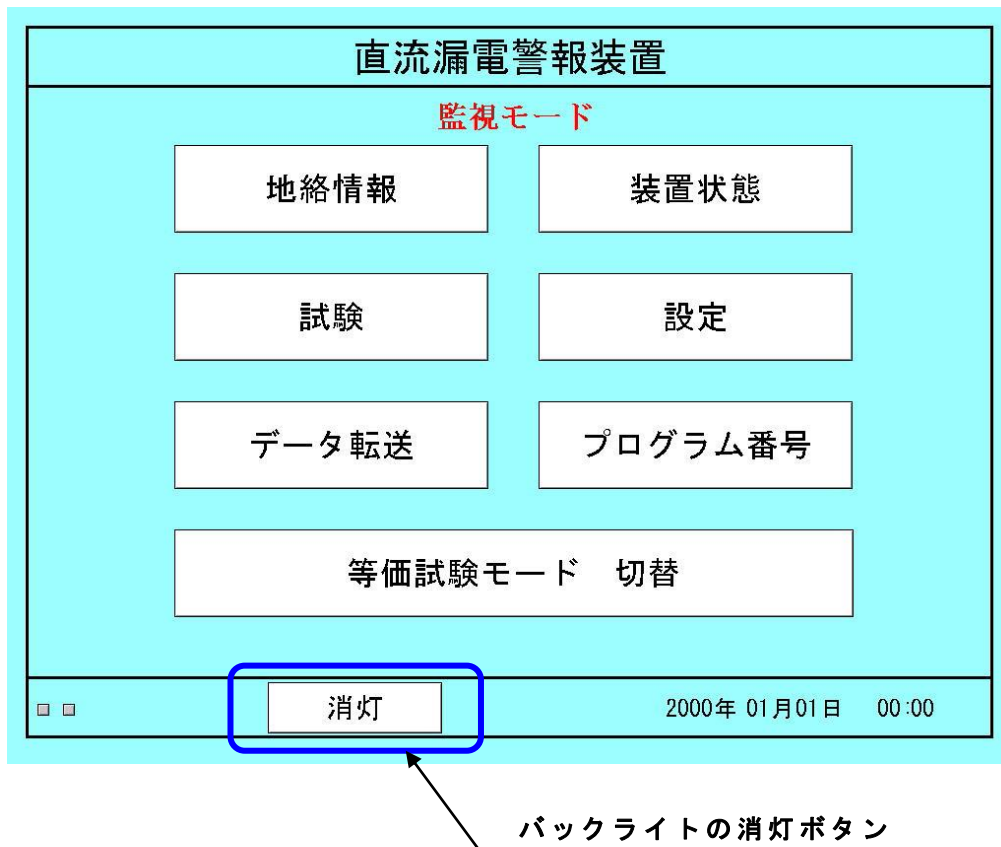 直流漏電警報装置
監視モード
地絡情報 装置状態
試験 設定
データ転送 プログラム番号
等価試験モード 切替
消灯 2000年 01月01日 00:00
バックライトの消灯ボタン